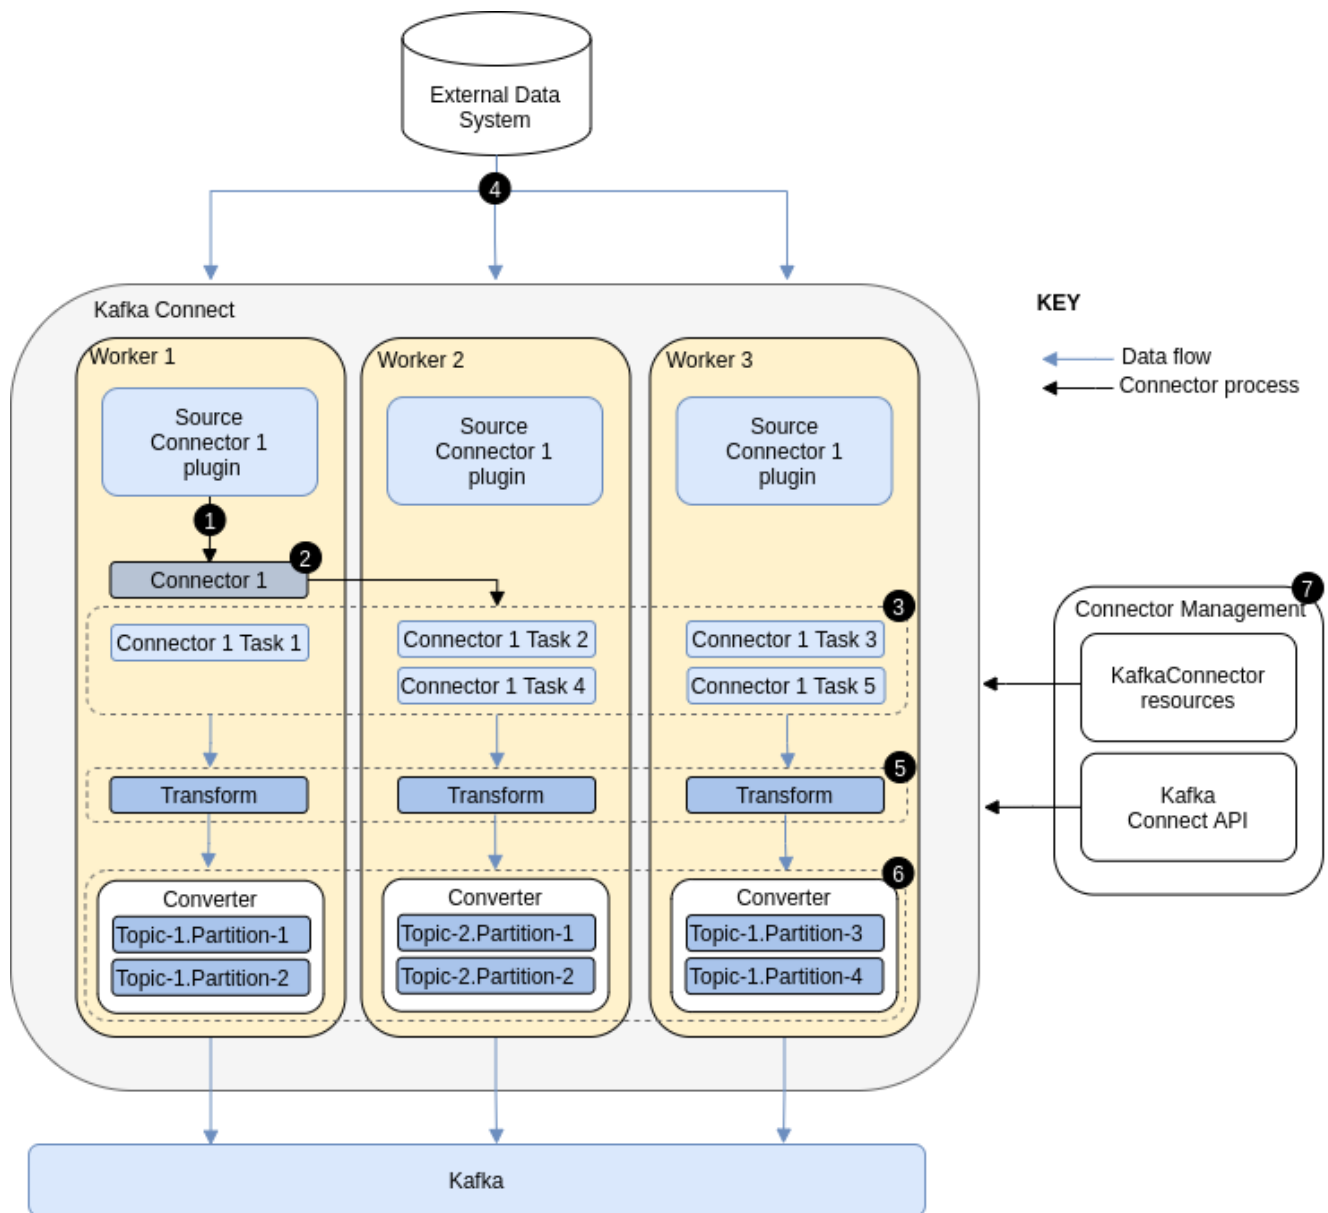 External Data
System
4
Kafka Connect
KEY
Data flow
Connector process
Worker 1
Worker 2
Worker 3
Source
Connector 1
plugin
Source
Connector 1
plugin
Source
Connector 1
plugin
1
2
Connector 1
3
Connector 1 Task 1
Connector 1 Task 2
Connector 1 Task 3
Connector 1 Task 4
Connector 1 Task 5
7
Connector Management
KafkaConnector
resources
Kafka
Connect API
5
Transform
Transform
Transform
6
Converter
Topic-1.Partition-1
Topic-1.Partition-2
Converter
Topic-2.Partition-1
Topic-2.Partition-2
Converter
Topic-1.Partition-3
Topic-1.Partition-4
Kafka